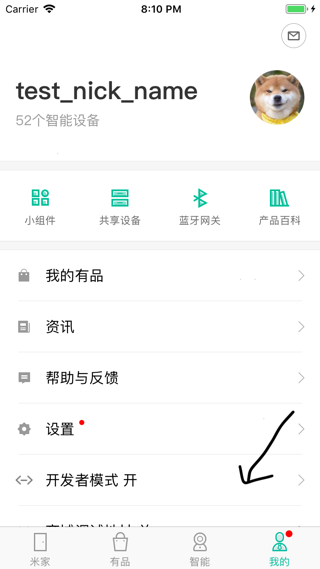 Carrier 8:10 PM
test_nick_name
52个智能设备
小组件 共享设备 蓝牙网关 产品百科
我的有品
资讯
帮助与反馈
设置
开发者模式 开
米家 有品 智能 我的